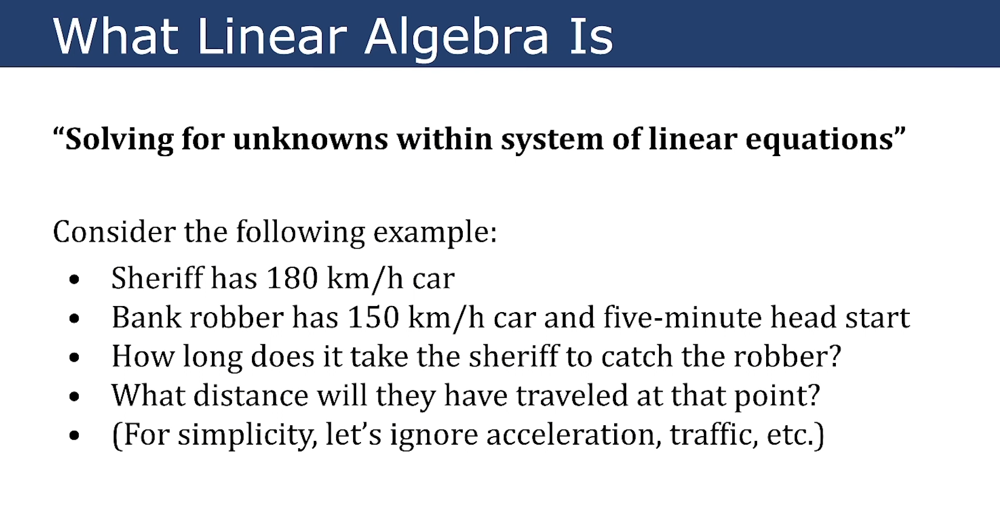 What Linear Algebra Is
“Solving for unknowns within system of linear equations”
Consider the following example:
• Sheriff has 180 km/h car
• Bank robber has 150 km/h car and five-minute head start
• How long does it take the sheriff to catch the robber?
• What distance will they have traveled at that point?
• (For simplicity, let’s ignore acceleration, traffic, etc.)